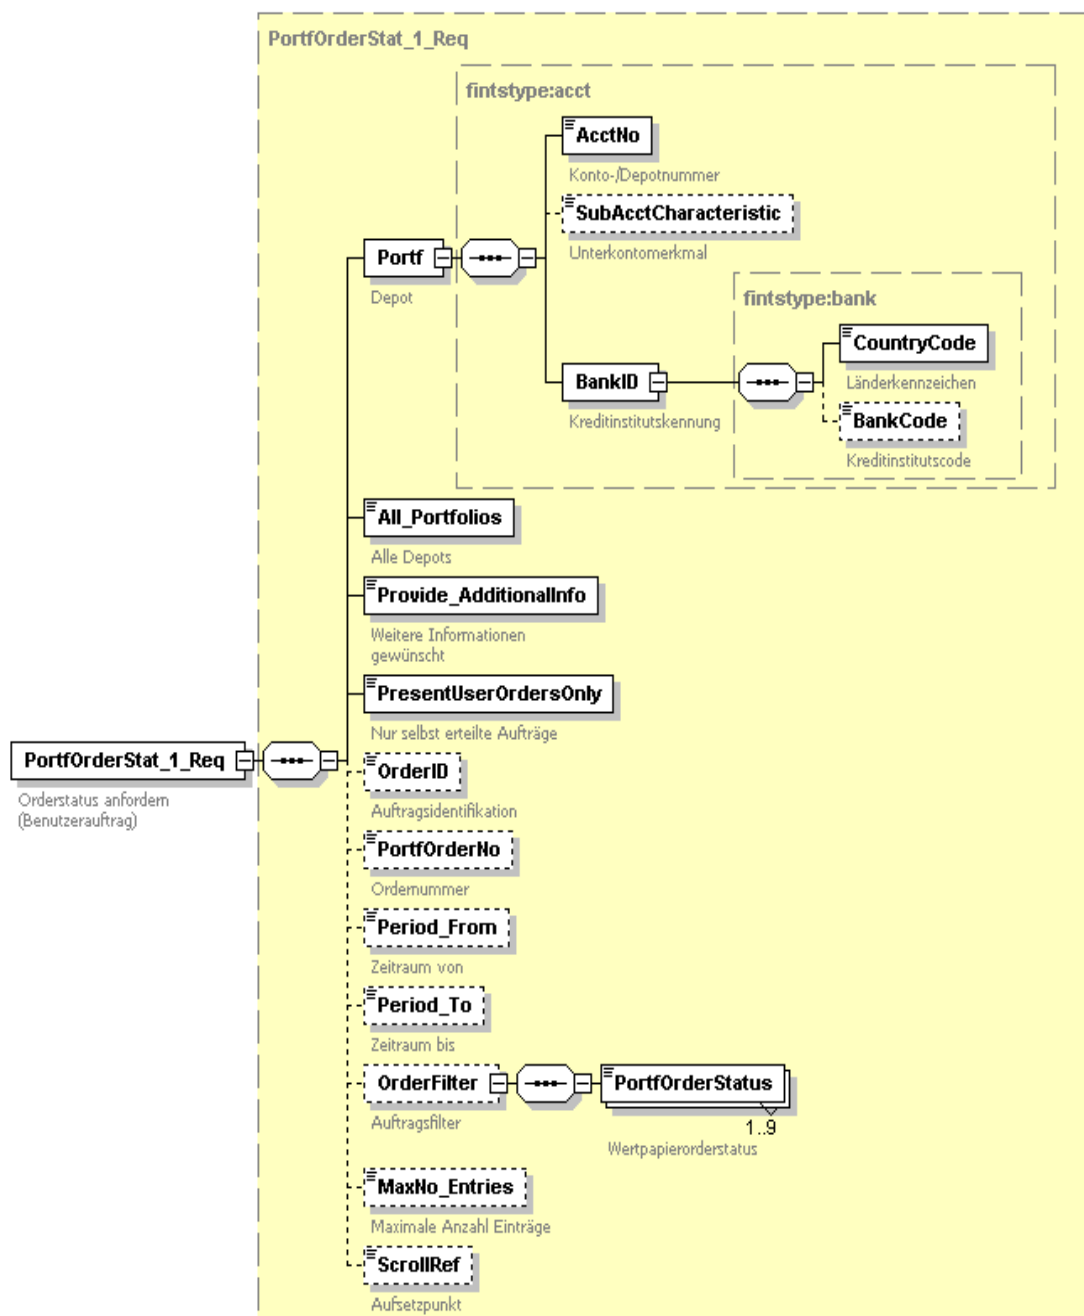 PortfOrderStat_1_Req
fintstype:acct
AcctNo
Konto-/Depotnummer
SubAcctCharacteristic
Unterkontomerkmal
Portf
Depot
fintstype:bank
CountryCode
Länderkennzeichen
BankID
Kreditinstitutskennung
BankCode
Kreditinstitutscode
All_Portfolios
Alle Depots
Provide_AdditionalInfo
Weitere Informationen
gewünscht
PresentUserOrdersOnly
Nur selbst erteilte Aufträge
PortfOrderStat_1_Req
Orderstatus anfordern
(Benutzerauftrag)
OrderID
Auftragsidentifikation
PortfOrderNo
Ordernummer
Period_From
Zeitraum von
Period_To
Zeitraum bis
OrderFilter
Auftragsfilter
PortfOrderStatus
1..9
Wertpapierorderstatus
MaxNo_Entries
Maximale Anzahl Einträge
ScrollRef
Aufsetzpunkt